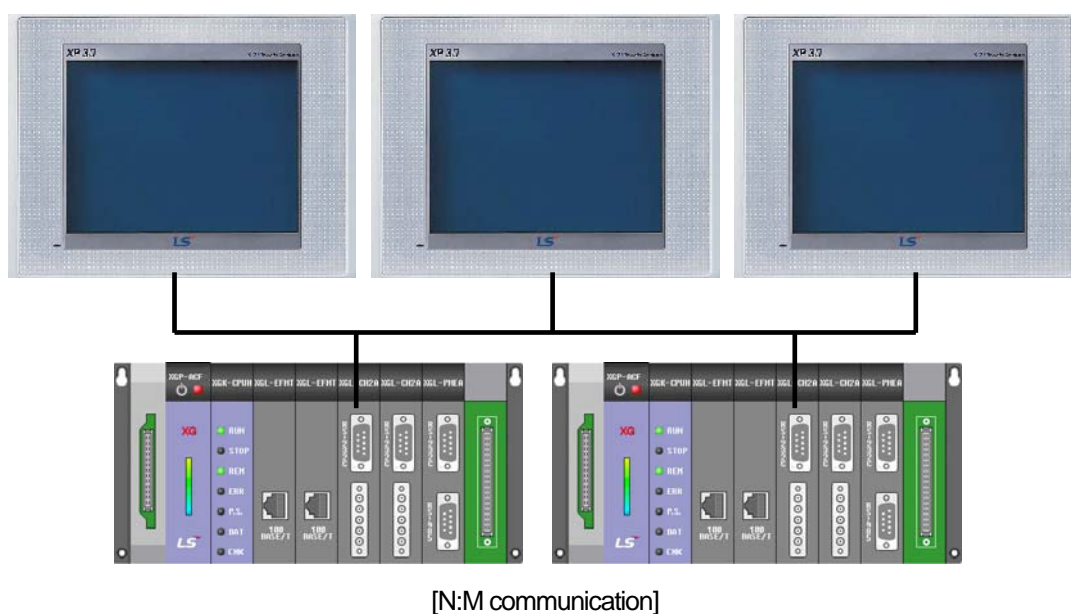 XP 3.3
XP 3.3
XP 3.3
LS
LS
LS
XGP-ACF
XGK-CPUH
XGL-EFMT
XGL-EFMT
XGL-CH2A
XGL-CH2A
XGL-PMEA
XG
RUN
STOP
REM
ERR
P.S.
BAT
CHK
LS
100
BASE/T
100
BASE/T
XGP-ACF
XGK-CPUH
XGL-EFMT
XGL-EFMT
XGL-CH2A
XGL-CH2A
XGL-PMEA
XG
RUN
STOP
REM
ERR
P.S.
BAT
CHK
LS
100
BASE/T
100
BASE/T
[N:M communication]